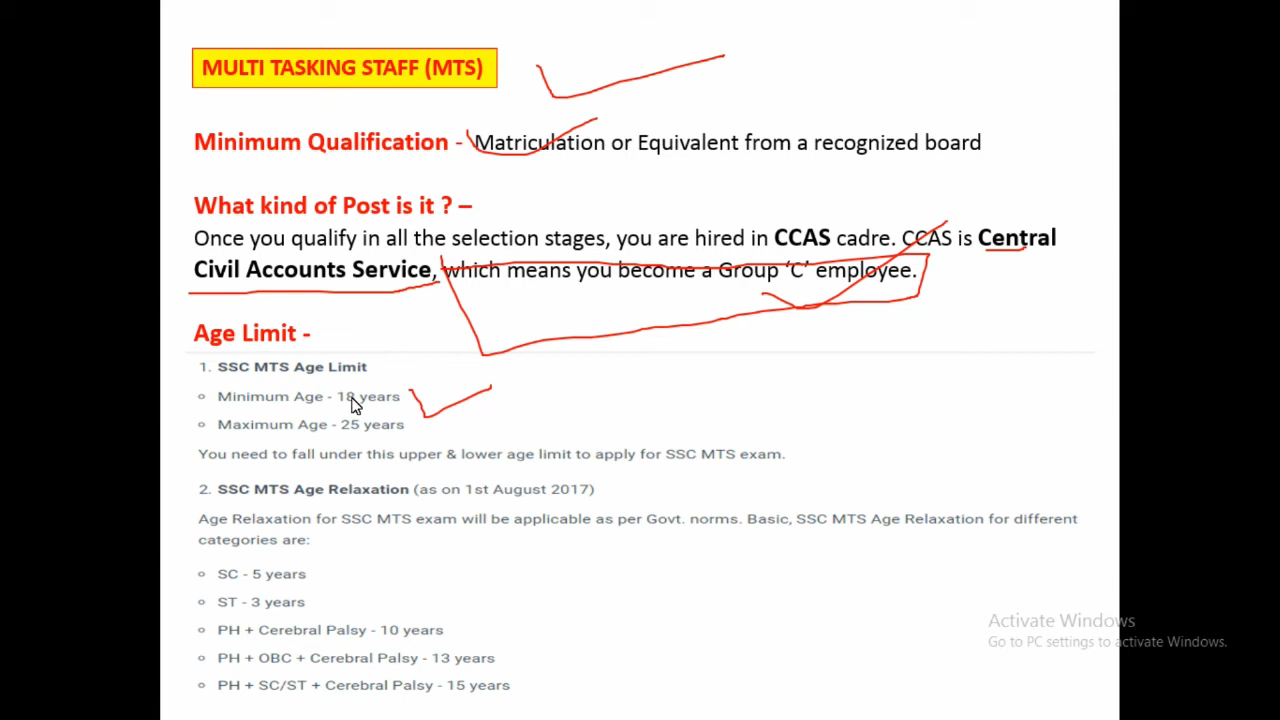 MULTI TASKING STAFF (MTS)
Minimum Qualification - Matriculation or Equivalent from a recognized board
What kind of Post is it ? –
Once you qualify in all the selection stages, you are hired in CCAS cadre. CCAS is Central
Civil Accounts Service, which means you become a Group ‘C’ employee.
Age Limit -
1. SSC MTS Age Limit
Minimum Age - 18 years
Maximum Age - 25 years
You need to fall under this upper & lower age limit to apply for SSC MTS exam.
2. SSC MTS Age Relaxation (as on 1st August 2017)
Age Relaxation for SSC MTS exam will be applicable as per Govt. norms. Basic, SSC MTS Age Relaxation for different
categories are:
SC - 5 years
ST - 3 years
PH + Cerebral Palsy - 10 years
PH + OBC + Cerebral Palsy - 13 years
PH + SC/ST + Cerebral Palsy - 15 years
Activate Windows
Go to PC settings to activate Windows.